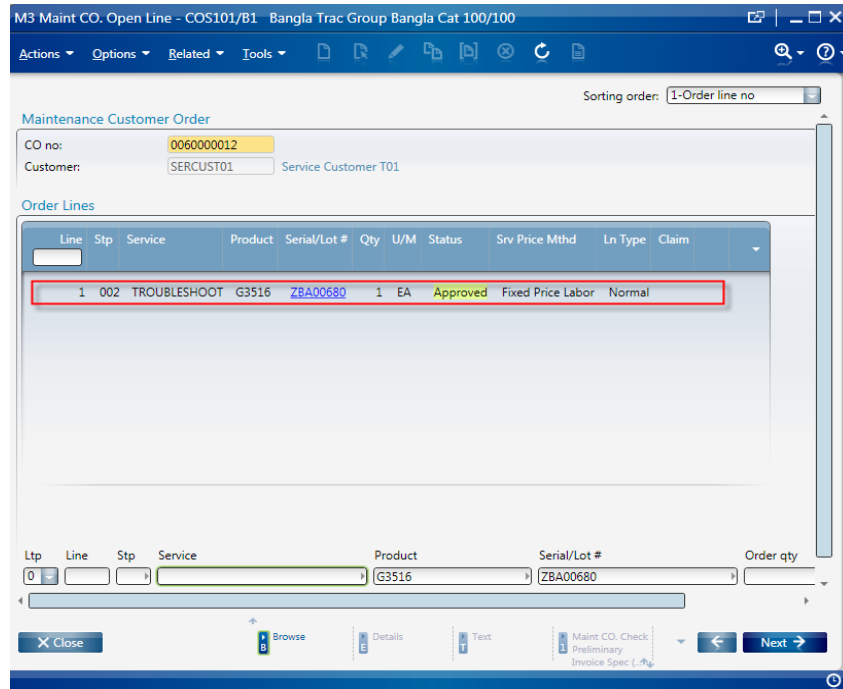 M3 Maint CO. Open Line - COS101/B1 Bangla Trac Group Bangla Cat 100/100
Actions Options Related Tools
Sorting order: 1-Order line no
Maintenance Customer Order
CO no: 0060000012
Customer: SERCUST01 Service Customer T01
Order Lines
Line Stp Service Product Serial/Lot # Qty U/M Status Srv Price Mthd Ln Type Claim
1 002 TROUBLESHOOT G3516 ZBA00680 1 EA Approved Fixed Price Labor Normal
Ltp Line Stp Service Product Serial/Lot # Order qty
0 G3516 ZBA00680
X Close B Browse E Details T Text 1 Maint CO. Check Next
Preliminary
Invoice Spec (..